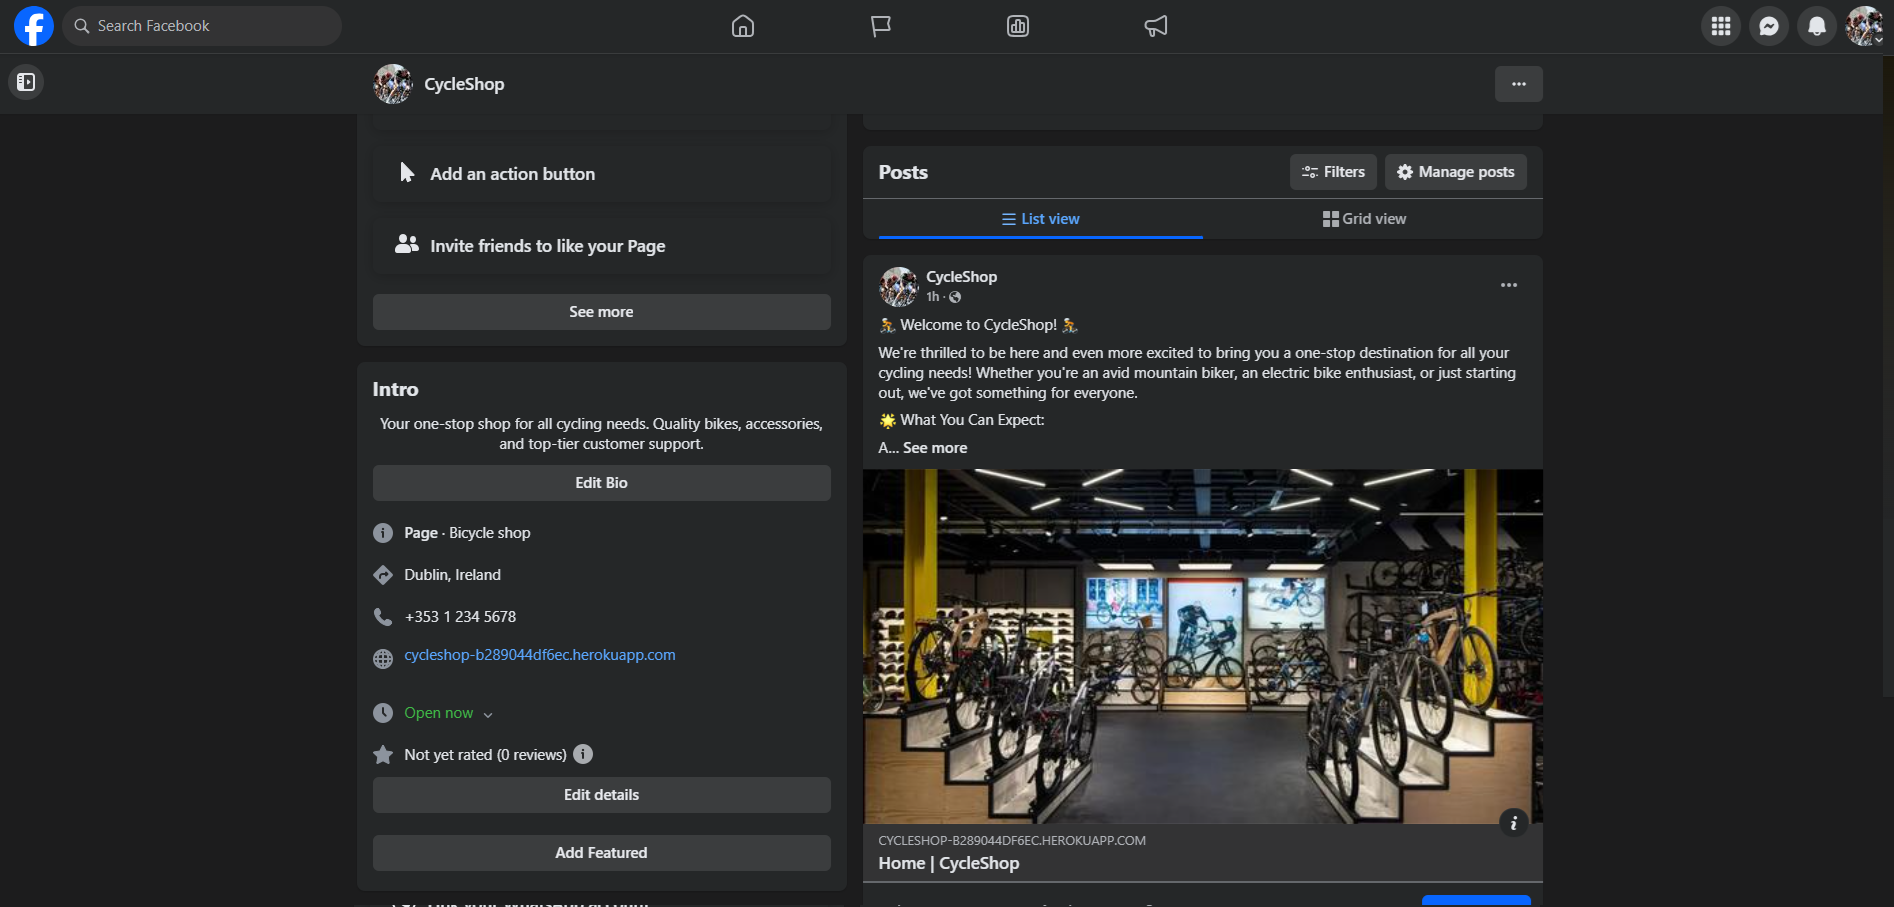 Search Facebook
CycleShop
Add an action button
Invite friends to like your Page
See more
Intro
Your one-stop shop for all cycling needs. Quality bikes, accessories,
and top-tier customer support.
Edit Bio
Page · Bicycle shop
Dublin, Ireland
+353 1 234 5678
cycleshop-b289044df6ec.herokuapp.com
Open now
Not yet rated (0 reviews)
Edit details
Add Featured
Posts
Filters
Manage posts
List view
Grid view
CycleShop
1h ·
🚴 Welcome to CycleShop! 🚴
We're thrilled to be here and even more excited to bring you a one-stop destination for all your
cycling needs! Whether you're an avid mountain biker, an electric bike enthusiast, or just starting
out, we've got something for everyone.
🌟 What You Can Expect:
A... See more
CYCLESHOP-B289044DF6EC.HEROKUAPP.COM
Home | CycleShop